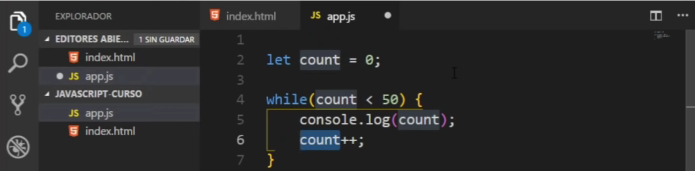 EXPLORADOR
EDITORES ABIE... 1 SIN GUARDAR
index.html
JS app.js
JAVASCRIPT-CURSO
JS app.js
index.html
1
index.html JS app.js
1
2 let count = 0;
3
4 while(count < 50) {
5 console.log(count);
6 count++;
7 }